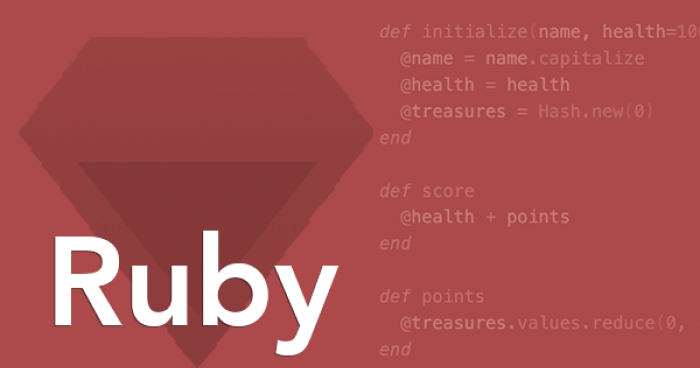 def initialize(name, health=10
@name = name.capitalize
@health = health
@treasures = Hash.new(0)
end
def score
@health + points
end
def points
@treasures.values.reduce(0,
end
Ruby